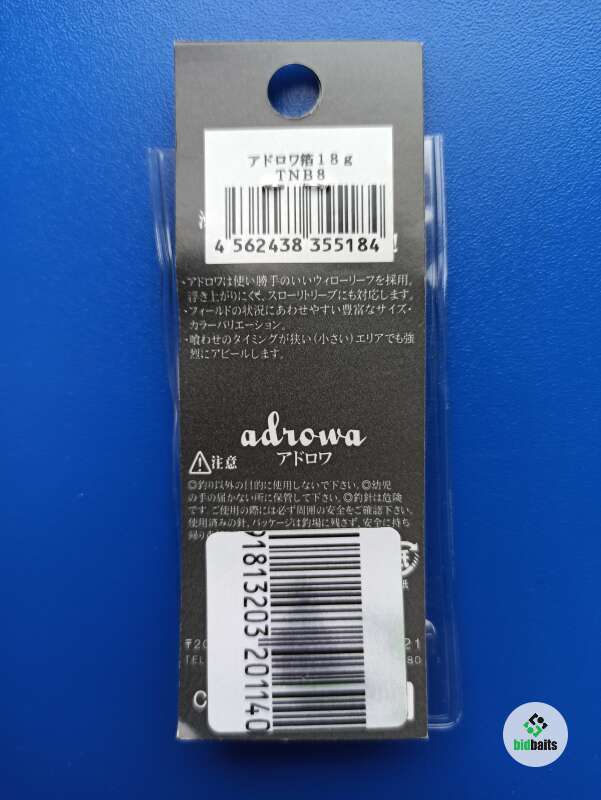 アドロワ箔18g
TNB8
4 562438 355184
・アドロワは使い勝手のいいウィローリーフを採用。
浮き上がりにくく、スローリトリーブにも対応します。
・フィールドの状況にあわせやすい豊富なサイズ・
カラーバリエーション。
・喰わせのタイミングが狭い(小さい)エリアでも強
烈にアピールします。
adrowa
アドロワ
注意
◎釣り以外の目的に使用しないで下さい。◎幼児
の手の届かない所に保管して下さい。◎釣針は危険
です。ご使用の際には必ず周囲の安全をご確認下さい。
使用済みの針、パッケージは釣場に残さず、安全に持ち
帰り
紙
〒20
21
TEL
80
C
91813203 201140
bidbaits